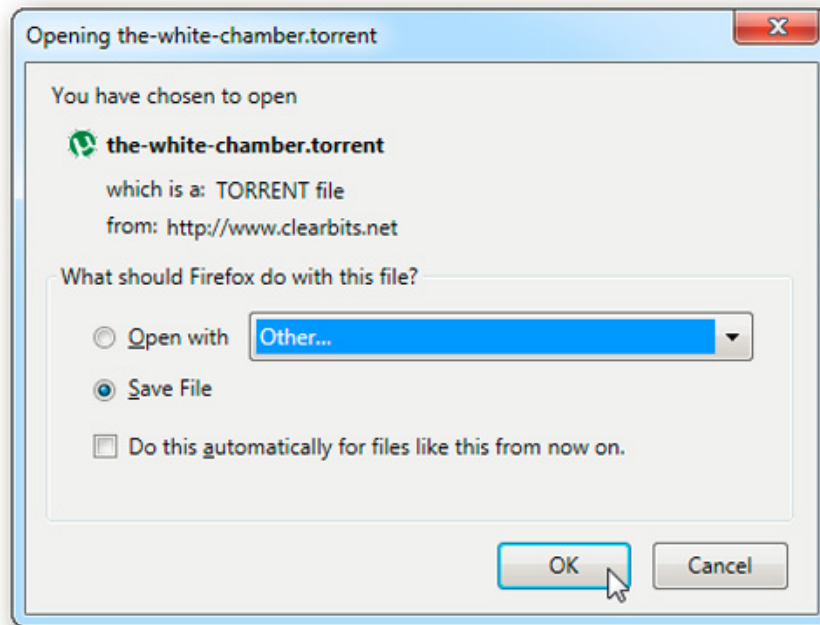 Opening the-white-chamber.torrent
You have chosen to open
the-white-chamber.torrent
which is a: TORRENT file
from: http://www.clearbits.net
What should Firefox do with this file?
Open with Other...
Save File
Do this automatically for files like this from now on.
OK Cancel